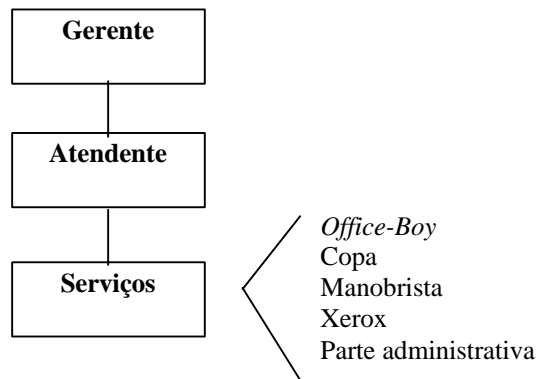 Gerente
Atendente
Serviços
Office-Boy
Copa
Manobrista
Xerox
Parte administrativa